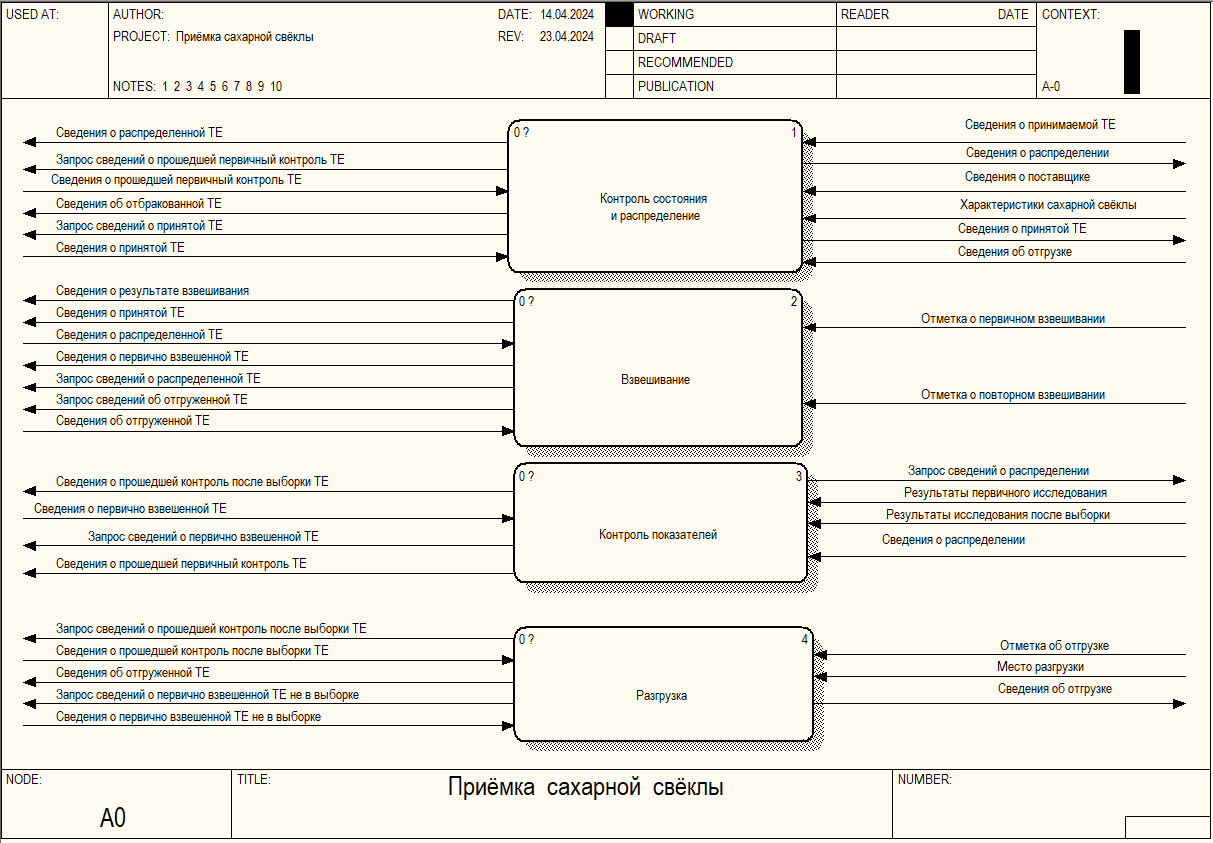 USED AT:
AUTHOR:
DATE: 14.04.2024
PROJECT: Приёмка сахарной свёклы
REV: 23.04.2024
NOTES: 1 2 3 4 5 6 7 8 9 10
WORKING
DRAFT
RECOMMENDED
PUBLICATION
READER
DATE
CONTEXT:
A-0
Сведения о распределенной ТЕ
Запрос сведений о прошедшей первичный контроль ТЕ
Сведения о прошедшей первичный контроль ТЕ
Сведения об отбракованной ТЕ
Запрос сведений о принятой ТЕ
Сведения о принятой ТЕ
0 ?
1
Контроль состояния
и распределение
Сведения о принимаемой ТЕ
Сведения о распределении
Сведения о поставщике
Характеристики сахарной свёклы
Сведения о принятой ТЕ
Сведения об отгрузке
Сведения о результате взвешивания
Сведения о принятой ТЕ
Сведения о распределенной ТЕ
Сведения о первично взвешенной ТЕ
Запрос сведений о распределенной ТЕ
Запрос сведений об отгруженной ТЕ
Сведения об отгруженной ТЕ
0 ?
2
Взвешивание
Отметка о первичном взвешивании
Отметка о повторном взвешивании
Сведения о прошедшей контроль после выборки ТЕ
Сведения о первично взвешенной ТЕ
Запрос сведений о первично взвешенной ТЕ
Сведения о прошедшей первичный контроль ТЕ
0 ?
3
Контроль показателей
Запрос сведений о распределении
Результаты первичного исследования
Результаты исследования после выборки
Сведения о распределении
Запрос сведений о прошедшей контроль после выборки ТЕ
Сведения о прошедшей контроль после выборки ТЕ
Сведения об отгруженной ТЕ
Запрос сведений о первично взвешенной ТЕ не в выборке
Сведения о первично взвешенной ТЕ не в выборке
0 ?
4
Разгрузка
Отметка об отгрузке
Место разгрузки
Сведения об отгрузке
NODE:
A0
TITLE:
Приёмка сахарной свёклы
NUMBER: